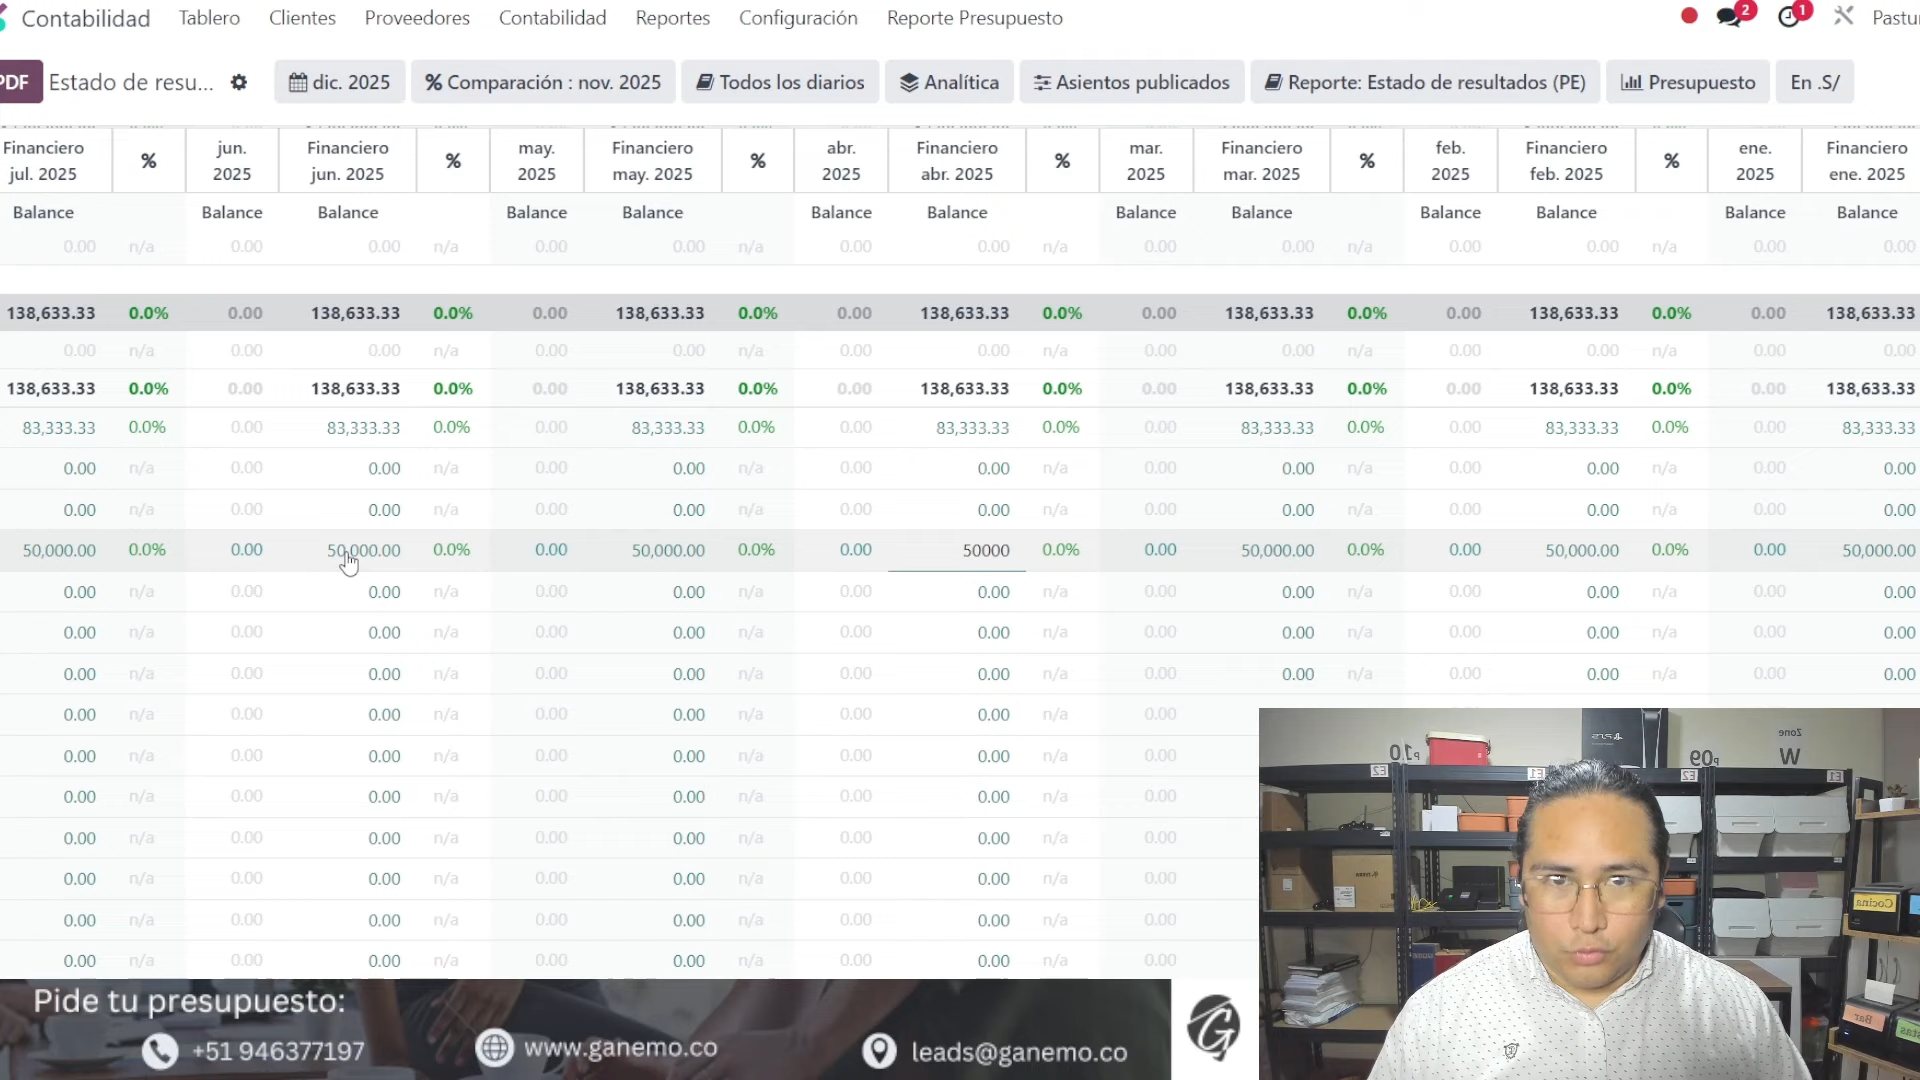 Contabilidad Tablero Clientes Proveedores Contabilidad Reportes Configuración Reporte Presupuesto 2 1
PDF Estado de resu... dic. 2025 % Comparación : nov. 2025 Todos los diarios Analítica Asientos publicados Reporte: Estado de resultados (PE) Presupuesto En .S/
Financiero jun. Financiero may. Financiero abr. Financiero mar. Financiero feb. Financiero ene. Financiero
jul. 2025 % 2025 jun. 2025 % 2025 may. 2025 % 2025 abr. 2025 % 2025 mar. 2025 % 2025 feb. 2025 % 2025 ene. 2025
Balance Balance Balance Balance Balance Balance Balance Balance Balance Balance Balance Balance Balance
0.00 n/a 0.00 0.00 n/a 0.00 0.00 n/a 0.00 0.00 n/a 0.00 0.00 n/a 0.00 0.00 n/a 0.00 0.00
138,633.33 0.0% 0.00 138,633.33 0.0% 0.00 138,633.33 0.0% 0.00 138,633.33 0.0% 0.00 138,633.33 0.0% 0.00 138,633.33 0.0% 0.00 138,633.33
0.00 n/a 0.00 0.00 n/a 0.00 0.00 n/a 0.00 0.00 n/a 0.00 0.00 n/a 0.00 0.00 n/a 0.00 0.00
138,633.33 0.0% 0.00 138,633.33 0.0% 0.00 138,633.33 0.0% 0.00 138,633.33 0.0% 0.00 138,633.33 0.0% 0.00 138,633.33 0.0% 0.00 138,633.33
83,333.33 0.0% 0.00 83,333.33 0.0% 0.00 83,333.33 0.0% 0.00 83,333.33 0.0% 0.00 83,333.33 0.0% 0.00 83,333.33 0.0% 0.00 83,333.33
0.00 n/a 0.00 0.00 n/a 0.00 0.00 n/a 0.00 0.00 n/a 0.00 0.00 n/a 0.00 0.00 n/a 0.00 0.00
0.00 n/a 0.00 0.00 n/a 0.00 0.00 n/a 0.00 0.00 n/a 0.00 0.00 n/a 0.00 0.00 n/a 0.00 0.00
50,000.00 0.0% 0.00 50,000.00 0.0% 0.00 50,000.00 0.0% 0.00 50000 0.0% 0.00 50,000.00 0.0% 0.00 50,000.00 0.0% 0.00 50,000.00
0.00 n/a 0.00 0.00 n/a 0.00 0.00 n/a 0.00 0.00 n/a 0.00 0.00 n/a 0.00 0.00 n/a 0.00 0.00
0.00 n/a 0.00 0.00 n/a 0.00 0.00 n/a 0.00 0.00 n/a 0.00 0.00 n/a 0.00 0.00 n/a 0.00 0.00
0.00 n/a 0.00 0.00 n/a 0.00 0.00 n/a 0.00 0.00 n/a 0.00 0.00 n/a 0.00 0.00 n/a 0.00 0.00
0.00 n/a 0.00 0.00 n/a 0.00 0.00 n/a 0.00 0.00 n/a 0.00
0.00 n/a 0.00 0.00 n/a 0.00 0.00 n/a 0.00 0.00 n/a 0.00
0.00 n/a 0.00 0.00 n/a 0.00 0.00 n/a 0.00 0.00 n/a 0.00
0.00 n/a 0.00 0.00 n/a 0.00 0.00 n/a 0.00 0.00 n/a 0.00
0.00 n/a 0.00 0.00 n/a 0.00 0.00 n/a 0.00 0.00 n/a 0.00
0.00 n/a 0.00 0.00 n/a 0.00 0.00 n/a 0.00 0.00 n/a 0.00
0.00 n/a 0.00 0.00 n/a 0.00 0.00 n/a 0.00 0.00 n/a 0.00
Zone
W
P10
P09
PS5
E2
E1
E2
E1
Cocina
Bar
Pide tu presupuesto:
+51 946377197 www.ganemo.co leads@ganemo.co
G